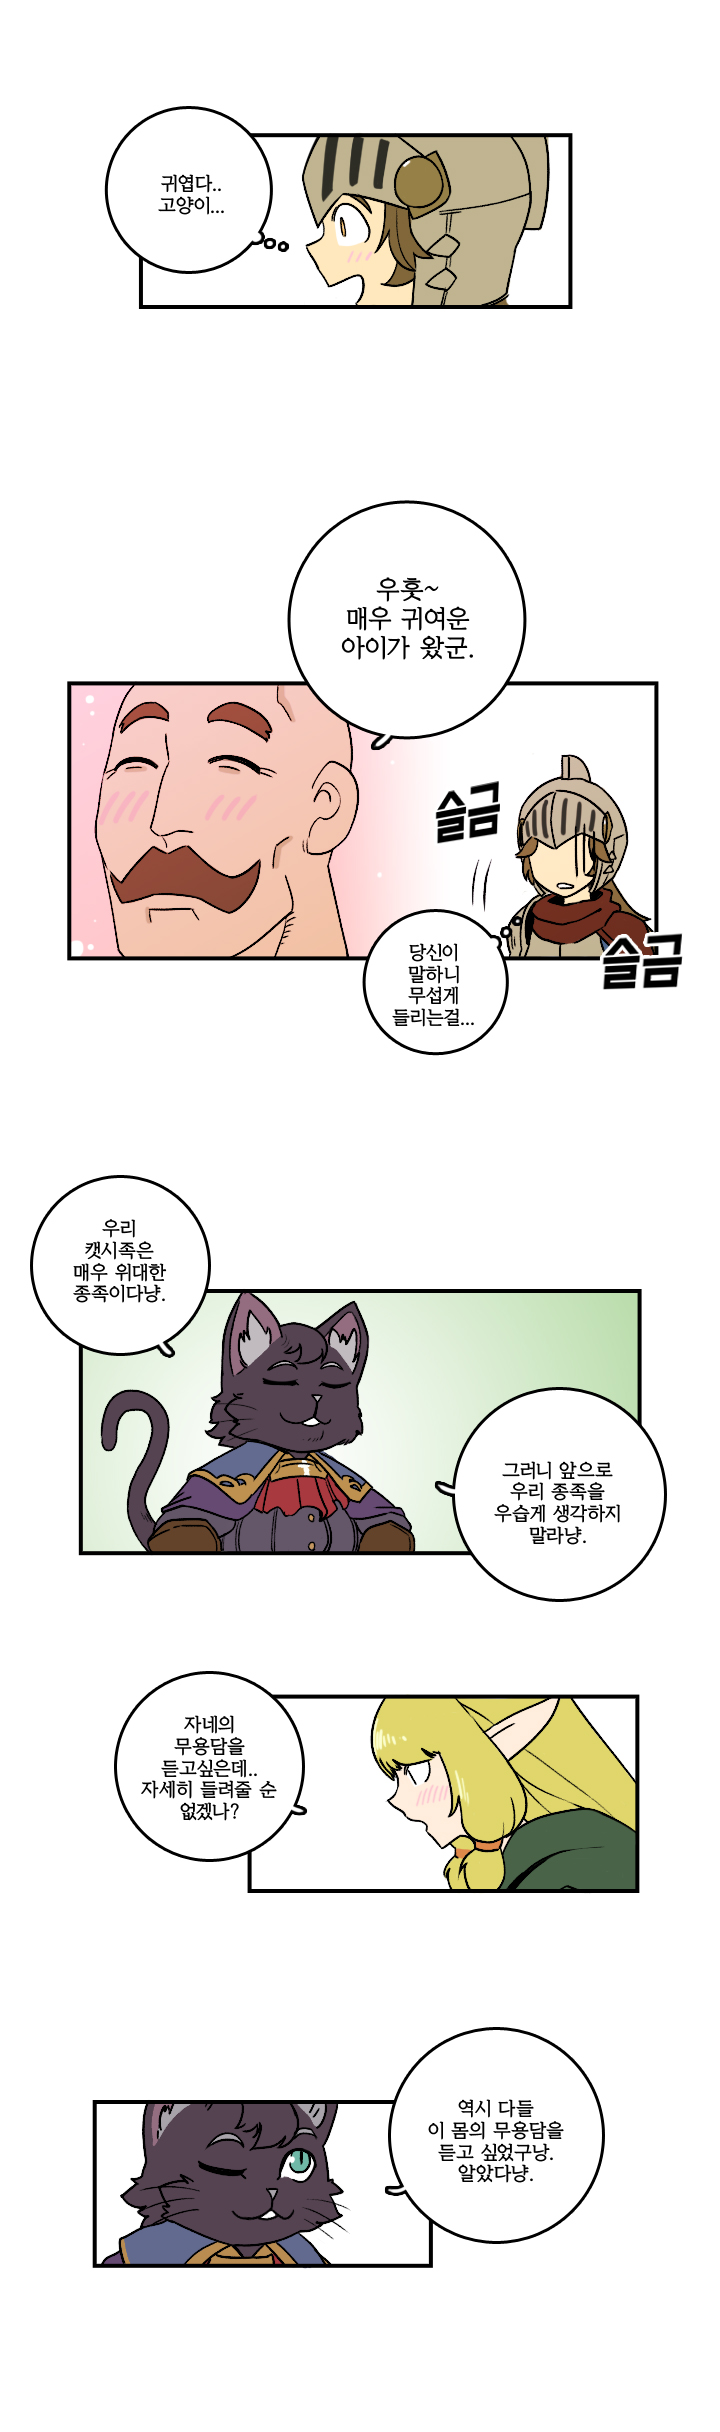 귀엽다..
고양이...
우훗~
매우 귀여운
아이가 왔군.
슬금
슬금
당신이
말하니
무섭게
들리는걸...
우리
캣시족은
매우 위대한
종족이다냥.
그러니 앞으로
우리 종족을
우습게 생각하지
말라냥.
자네의
무용담을
듣고싶은데..
자세히 들려줄 순
없겠나?
역시 다들
이 몸의 무용담을
듣고 싶었구낭.
알았다냥.